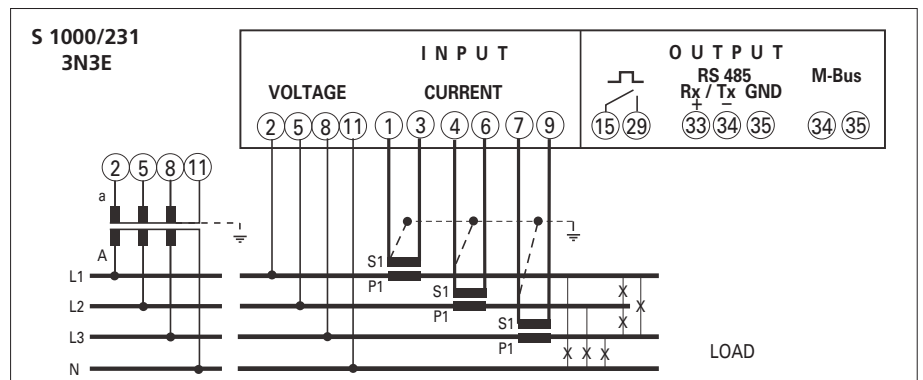 S 1000/231
3N3E
INPUT
OUTPUT
RS 485
M-Bus
Rx / Tx GND
+ −
VOLTAGE CURRENT
2 5 8 11 1 3 4 6 7 9 15 29 33 34 35 34 35
2 5 8 11
a
A
S1
L1
P1
S1
L2
P1
S1
L3
P1
X
X
X
X X X
LOAD
N